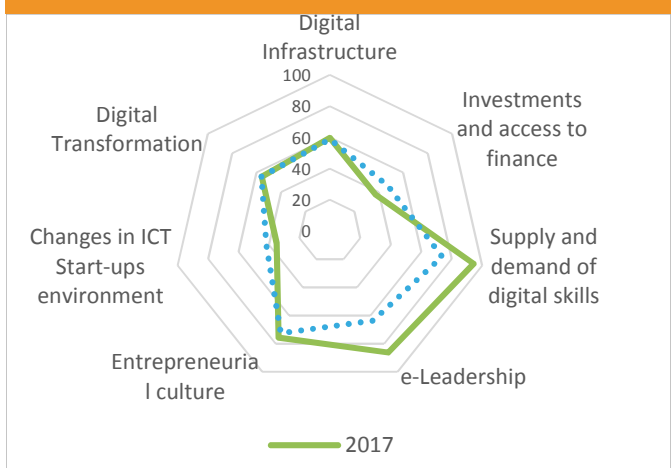 Digital
Infrastructure
100
80
60
40
20
0
Investments
and access to
finance
Supply and
demand of
digital skills
e-Leadership
Entrepreneuria
l culture
Changes in ICT
Start-ups
environment
Digital
Transformation
2017